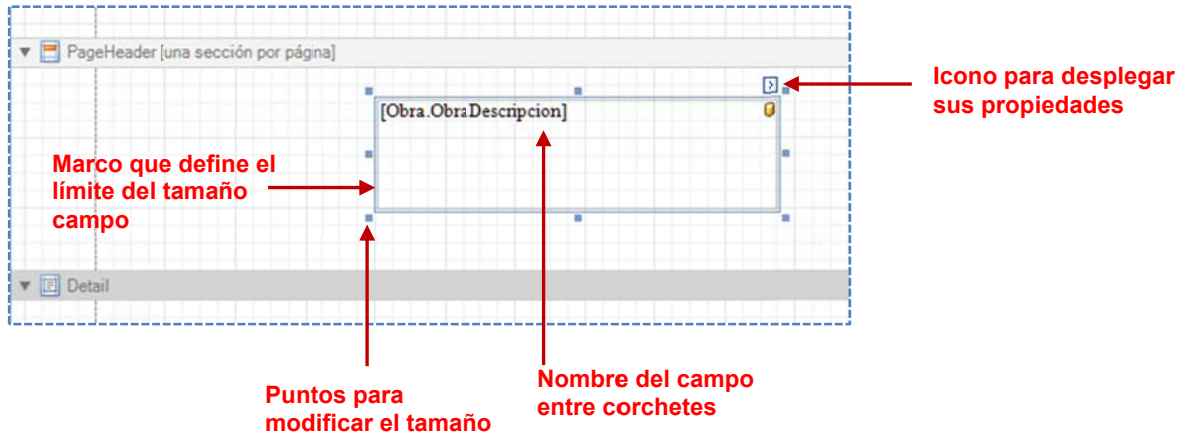 PageHeader [una sección por página]
Icono para desplegar
sus propiedades
[Obra.ObraDescripcion]
Marco que define el
límite del tamaño
campo
Detail
Puntos para
modificar el tamaño
Nombre del campo
entre corchetes